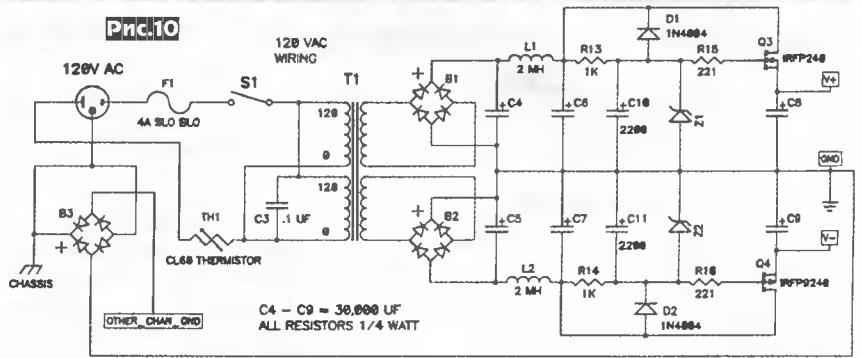 Рис.10
120V AC
F1
4A SLO BLO
S1
120 VAC
WIRING
T1
120
0
120
0
C3
.1 UF
TH1
CL60 THERMISTOR
B3
+
CHASSIS
OTHER_CHAN_GND
C4 - C9 = 30,000 UF
ALL RESISTORS 1/4 WATT
B1
+
B2
+
+C4
+C5
L1
2 MH
L2
2 MH
+C6
+C7
R13
1K
R14
1K
+C10
2200
+C11
2200
D1
1N4004
D2
1N4004
Z1
Z2
R15
221
R16
221
Q3
IRFP240
Q4
IRFP9240
V+
+C8
GND
+C9
V-